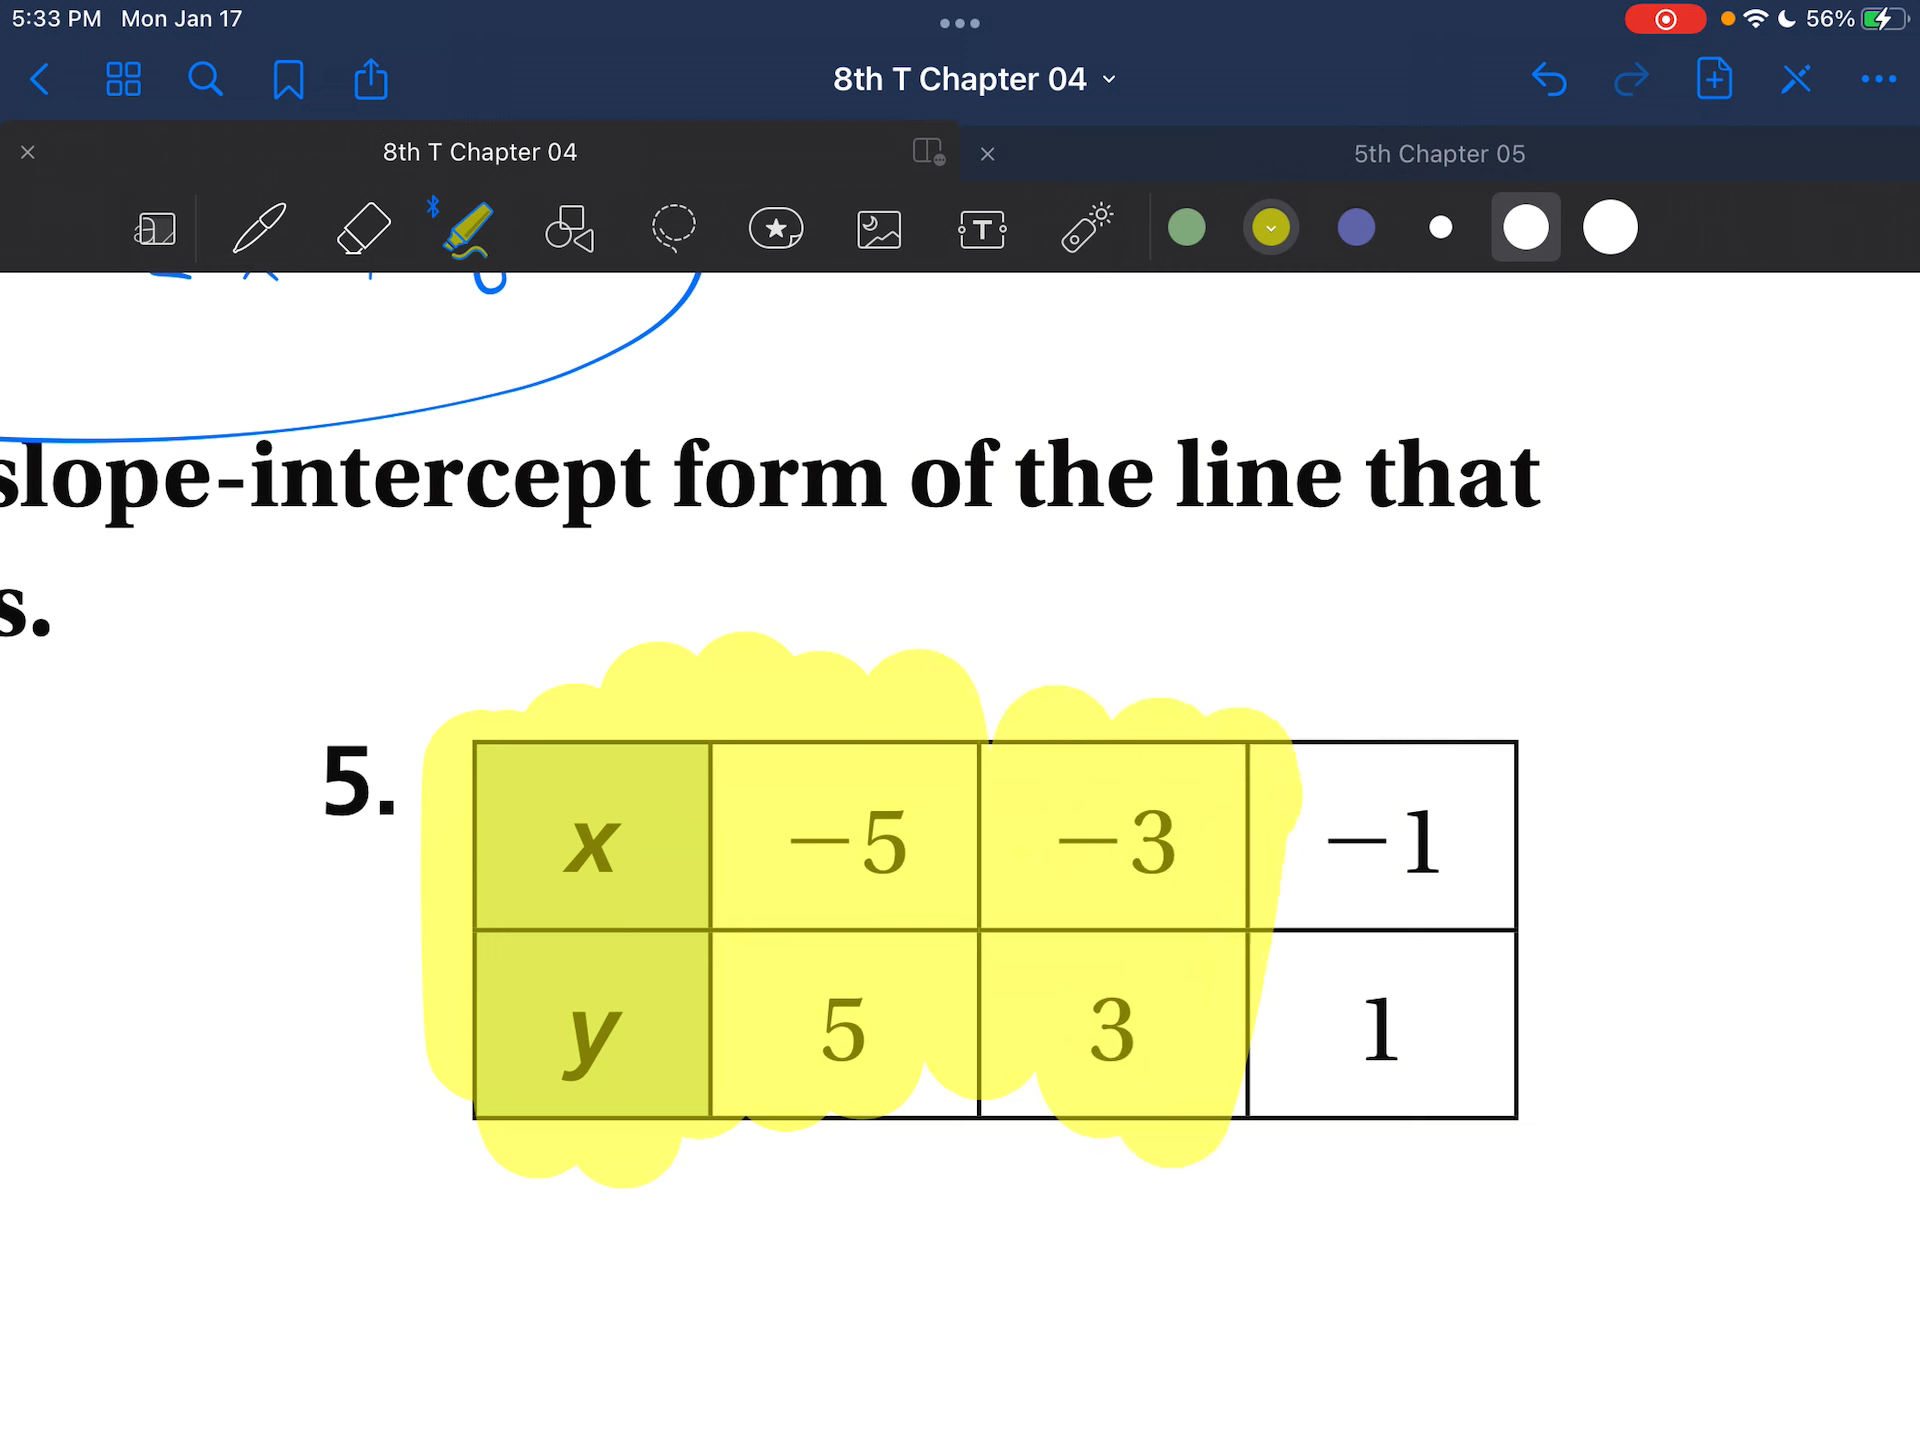 5:33 PM Mon Jan 17
56%
8th T Chapter 04
8th T Chapter 04
5th Chapter 05
slope-intercept form of the line that
s.
5.
x −5 −3 −1
y 5 3 1